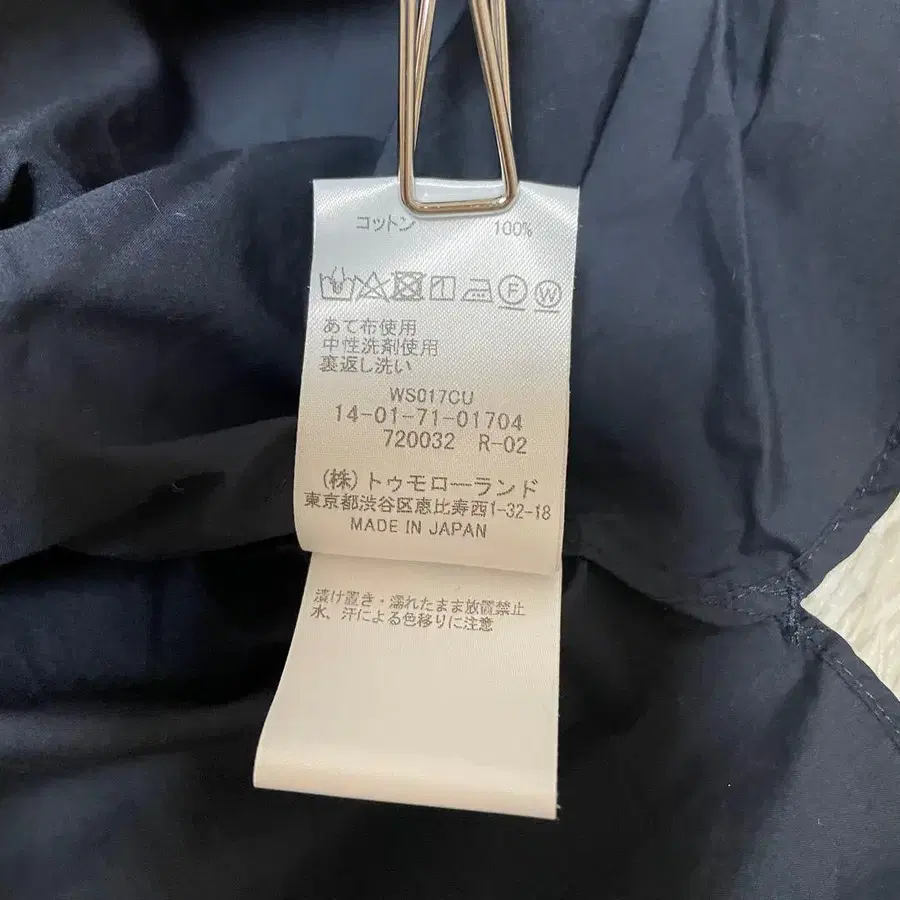 コットン 100%
F W
あて布使用
中性洗剤使用
裏返し洗い
WS017CU
14-01-71-01704
720032 R-02
(株)トゥモローランド
東京都渋谷区恵比寿西1-32-18
MADE IN JAPAN
漬け置き・濡れたまま放置禁止
水、汗による色移りに注意